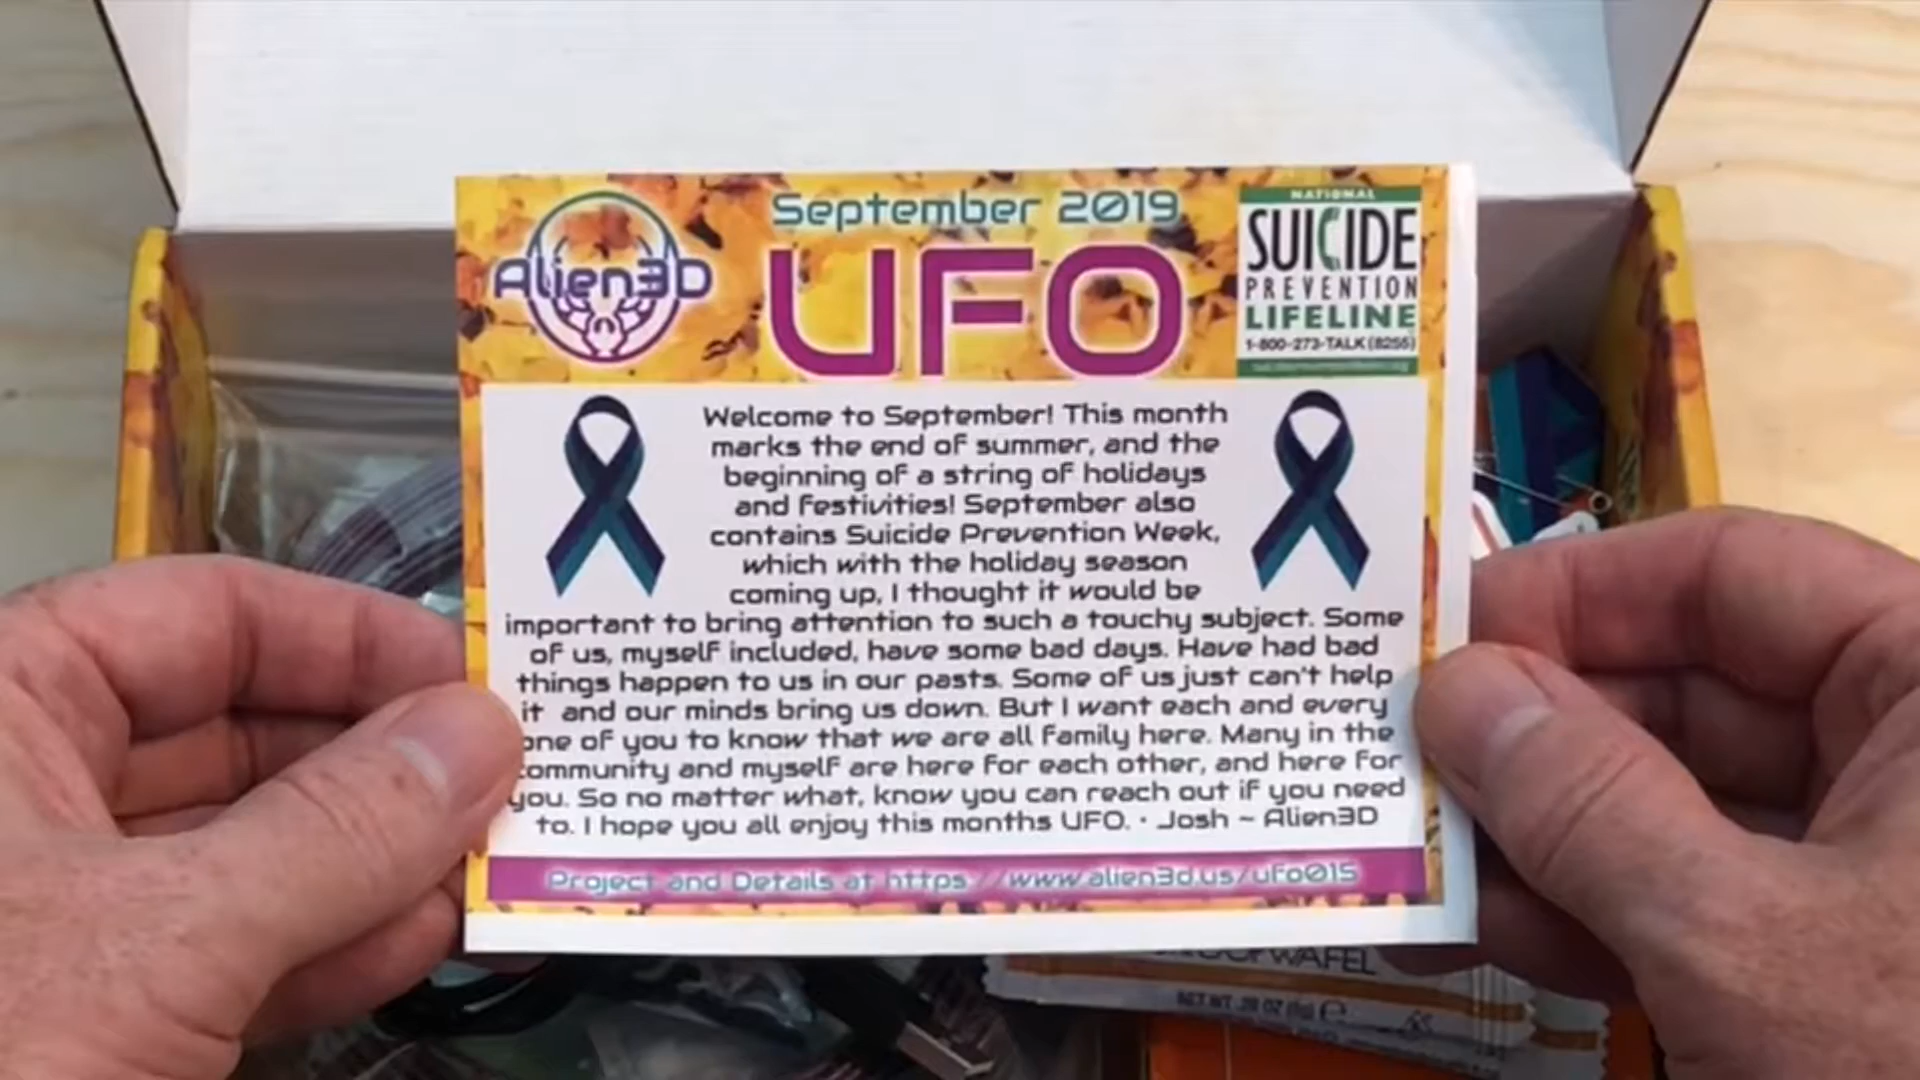 September 2019
Alien3D
UFO
NATIONAL
SUICIDE
PREVENTION
LIFELINE
1-800-273-TALK (8255)
Welcome to September! This month
marks the end of summer, and the
beginning of a string of holidays
and festivities! September also
contains Suicide Prevention Week,
which with the holiday season
coming up, I thought it would be
important to bring attention to such a touchy subject. Some
of us, myself included, have some bad days. Have had bad
things happen to us in our pasts. Some of us just can't help
it and our minds bring us down. But I want each and every
one of you to know that we are all family here. Many in the
community and myself are here for each other, and here for
you. So no matter what, know you can reach out if you need
to. I hope you all enjoy this months UFO. • Josh ~ Alien3D
Project and Details at https://www.alien3d.us/ufo015
WAFEL
NET WT .28 OZ (8g) e